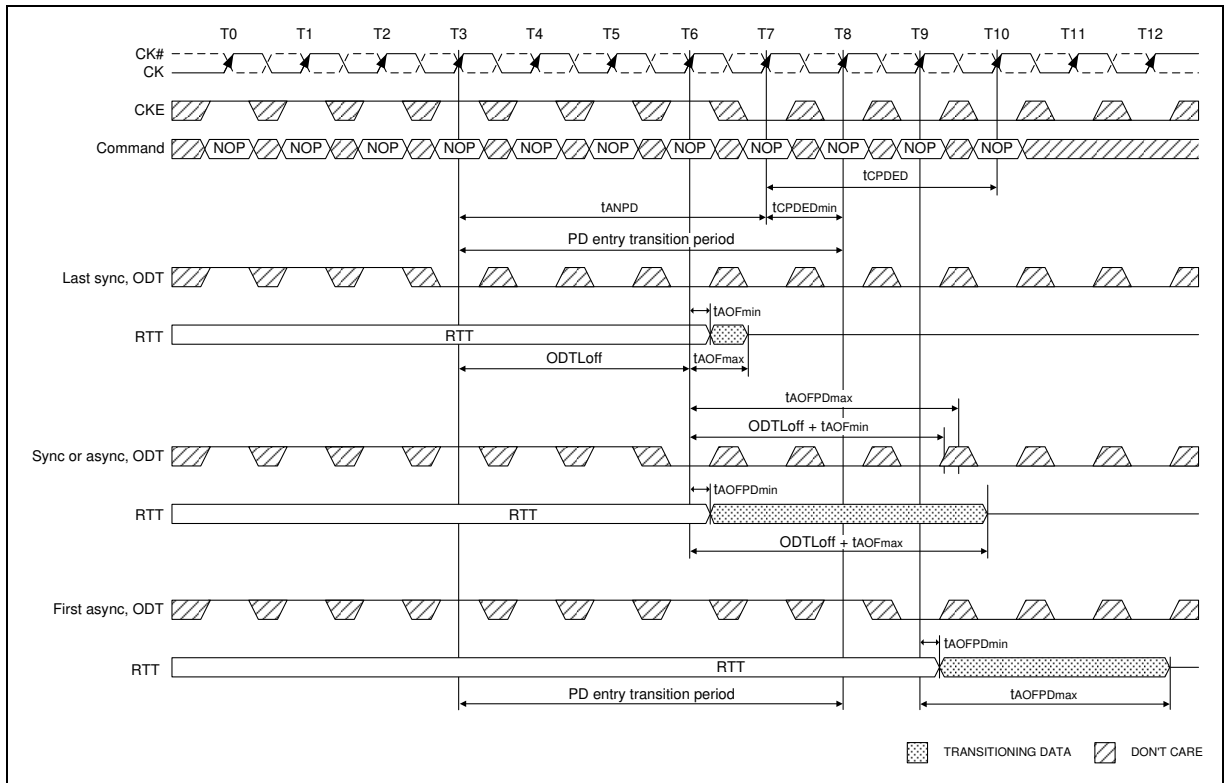 T0 T1 T2 T3 T4 T5 T6 T7 T8 T9 T10 T11 T12
CK#
CK
CKE
Command NOP NOP NOP NOP NOP NOP NOP NOP NOP NOP NOP
tCPDED
tANPD tCPDEDmin
PD entry transition period
Last sync, ODT
tAOFmin
RTT RTT
ODTLoff tAOFmax
tAOFPDmax
ODTLoff + tAOFmin
Sync or async, ODT
tAOFPDmin
RTT RTT
ODTLoff + tAOFmax
First async, ODT
tAOFPDmin
RTT RTT
PD entry transition period tAOFPDmax
TRANSITIONING DATA DON'T CARE